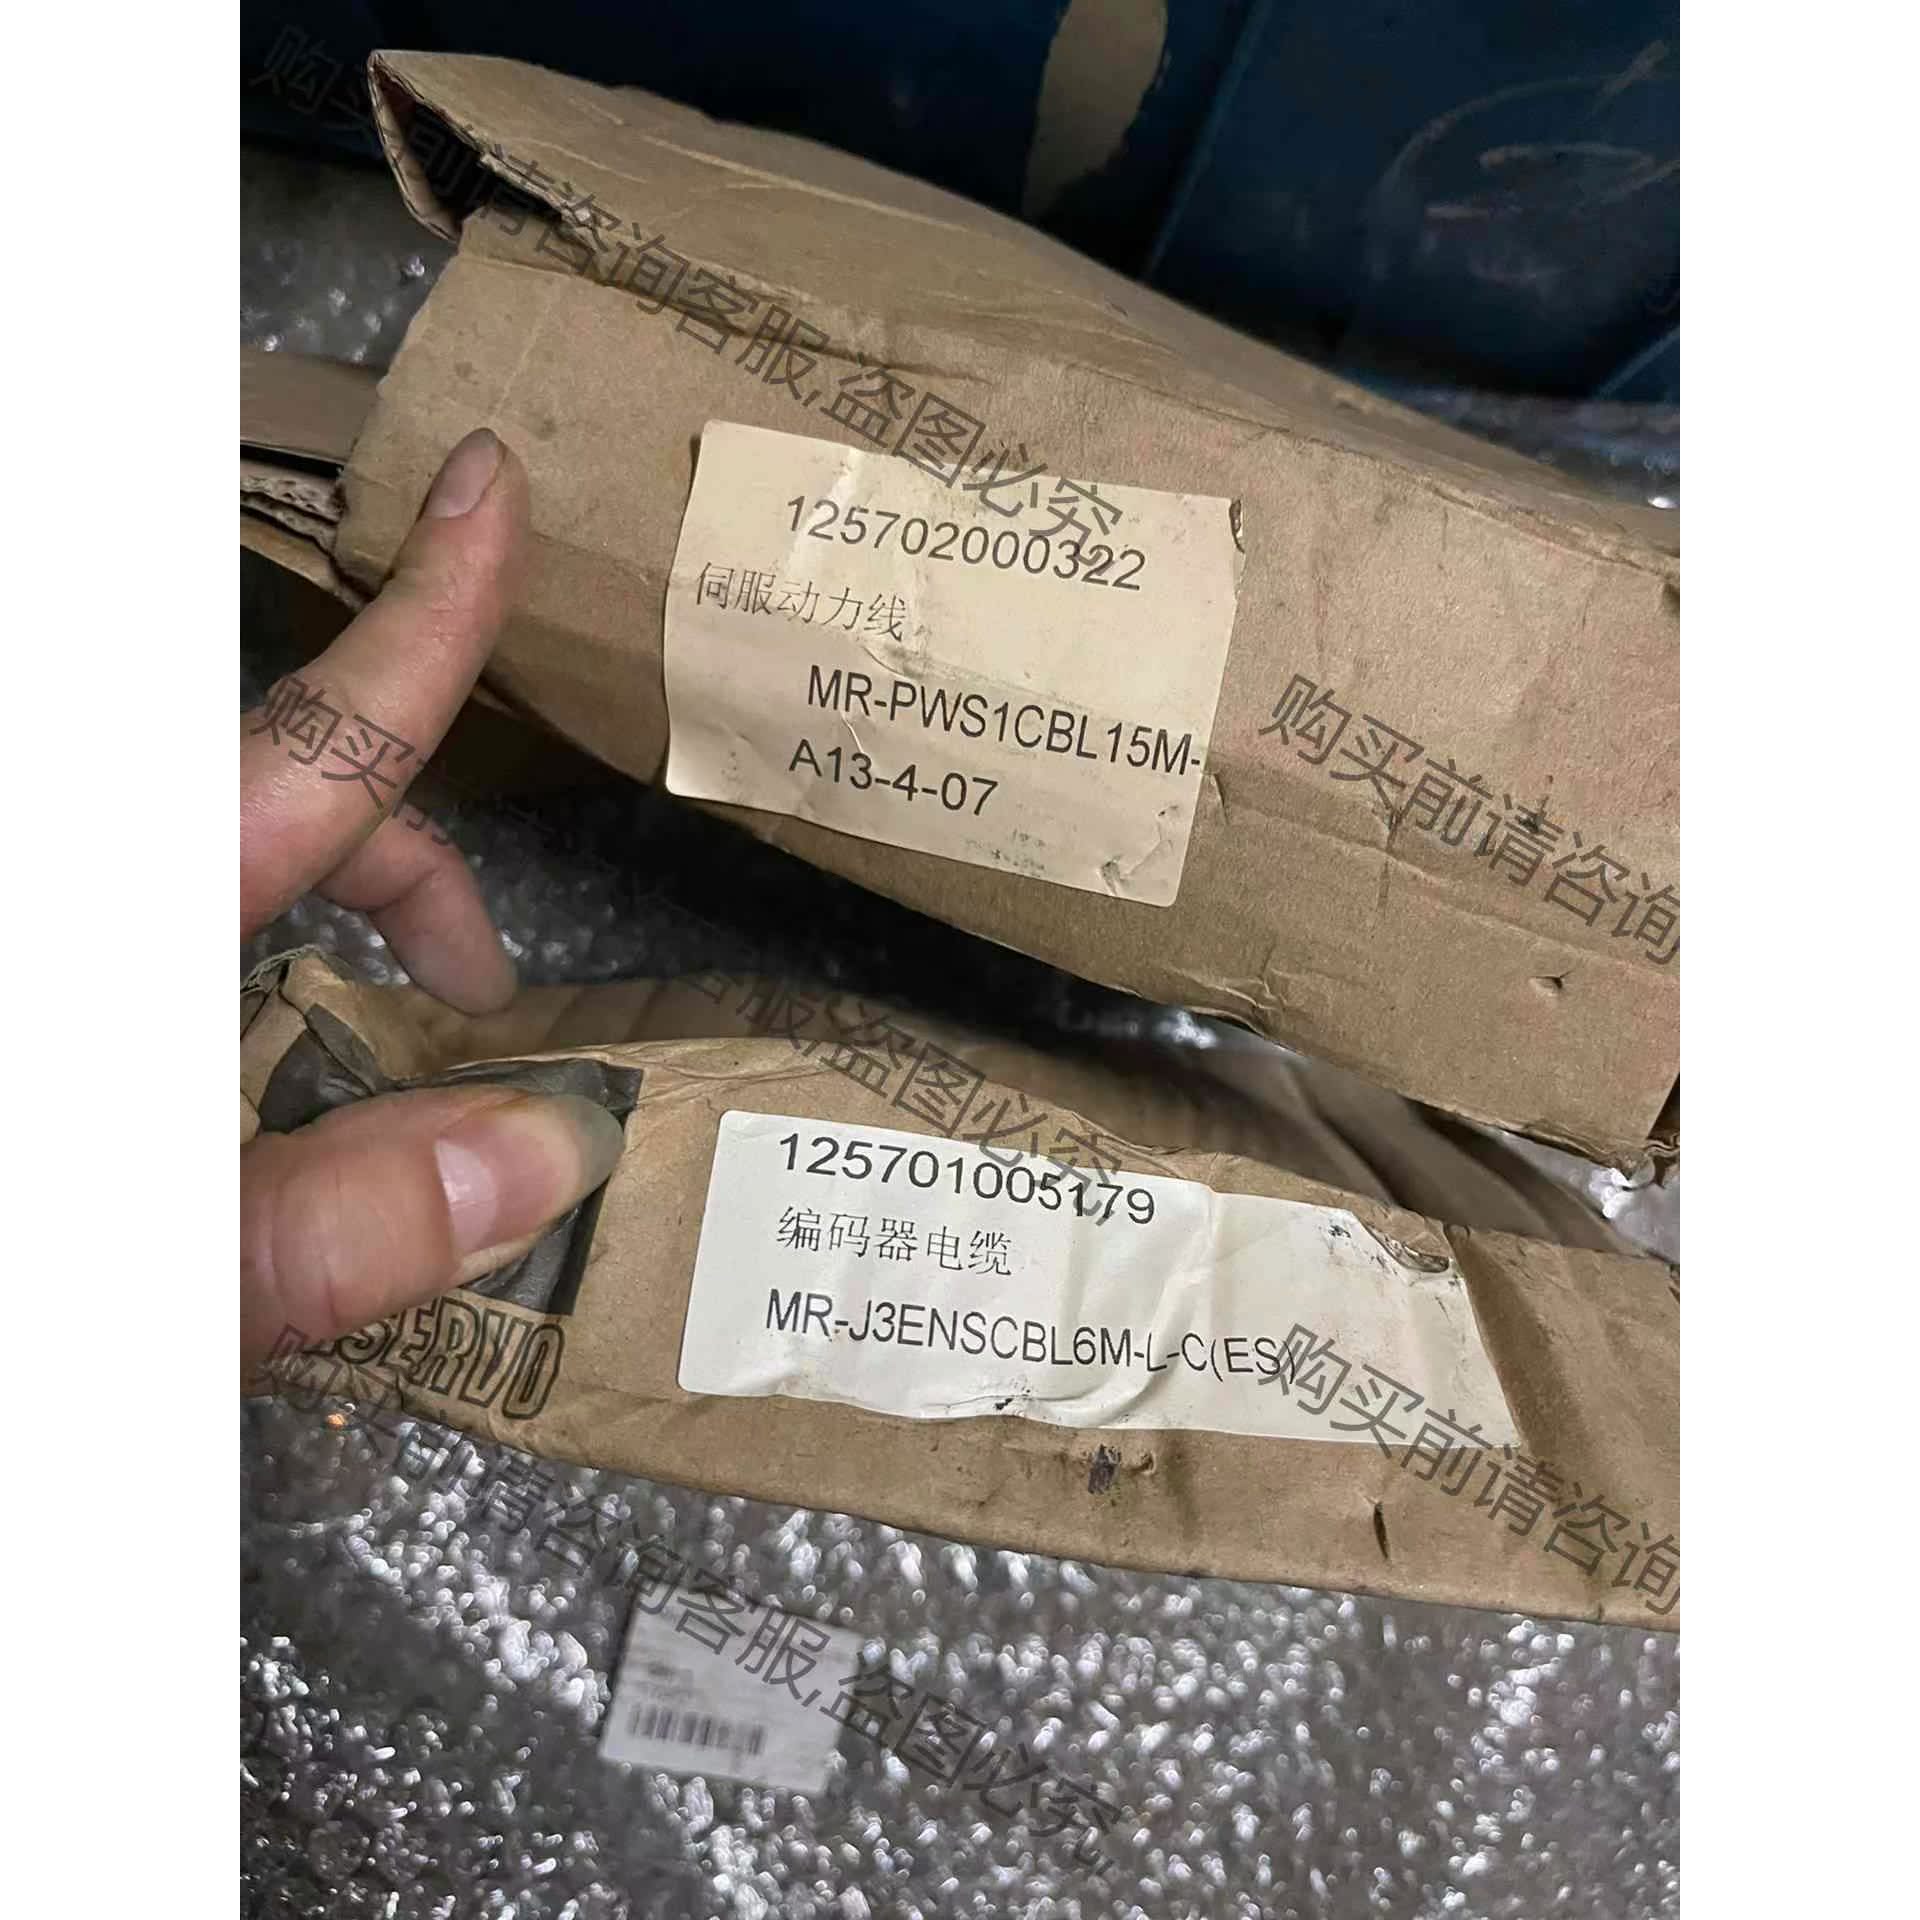 购买前请咨询客服,盗图必究,
125702000322
伺服动力线
MR-PWS1CBL15M-
A13-4-07
购买前请咨询客服,盗图必究,
购买前请咨询
125701005179
编码器电缆
MR-J3ENSCBL6M-L-C(ES)
SERVO
购买前请咨询客服,盗图必究,
购买前请咨询